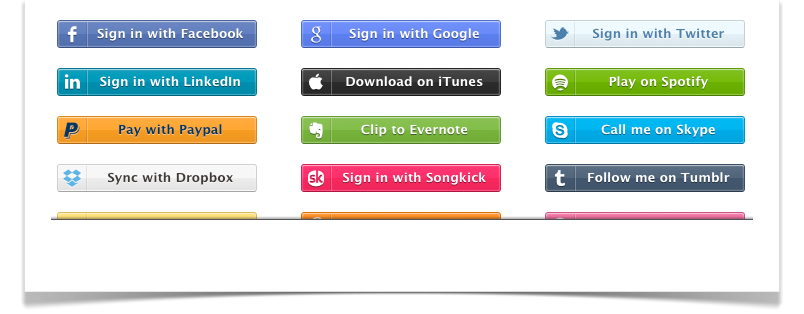 Sign in with Facebook
Sign in with Google
Sign in with Twitter
Sign in with LinkedIn
Download on iTunes
Play on Spotify
Pay with Paypal
Clip to Evernote
Call me on Skype
Sync with Dropbox
Sign in with Songkick
Follow me on Tumblr